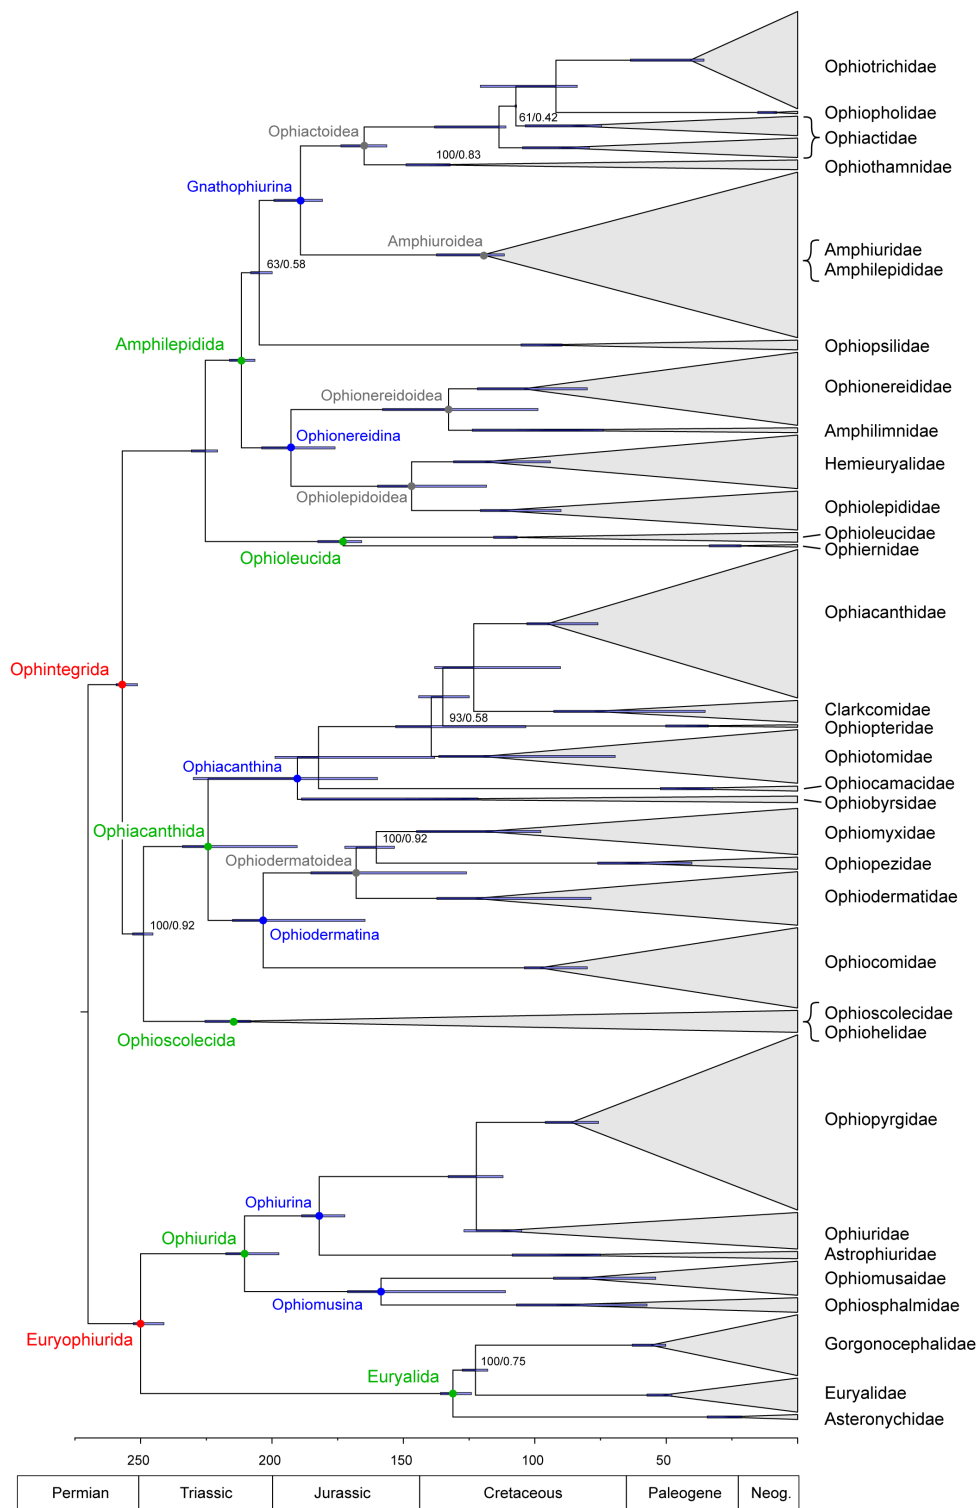 Ophiotrichidae
Ophiopholidae
61/0.42
Ophiactoidea
Ophiactidae
100/0.83
Ophiothamnidae
Gnathophiurina
Amphiuroidea
Amphiuridae
Amphilepididae
63/0.58
Amphilepidida
Ophiopsilidae
Ophionereidoidea
Ophionereididae
Amphilimnidae
Ophionereidina
Hemieuryalidae
Ophiolepidoidea
Ophiolepididae
Ophioleucidae
Ophiernidae
Ophioleucida
Ophiacanthidae
Ophintegrida
Clarkcomidae
93/0.58
Ophiopteridae
Ophiotomidae
Ophiacanthina
Ophiocamacidae
Ophiobyrsidae
Ophiacanthida
Ophiomyxidae
100/0.92
Ophiodermatoidea
Ophiopezidae
Ophiodermatidae
100/0.92
Ophiodermatina
Ophiocomidae
Ophioscolecidae
Ophiohelidae
Ophioscolecida
Ophiopyrgidae
Ophiurina
Ophiurida
Ophiuridae
Astrophiuridae
Ophiomusaidae
Ophiomusina
Ophiosphalmidae
Euryophiurida
Gorgonocephalidae
100/0.75
Euryalida
Euryalidae
Asteronychidae
250 200 150 100 50
Permian Triassic Jurassic Cretaceous Paleogene Neog.